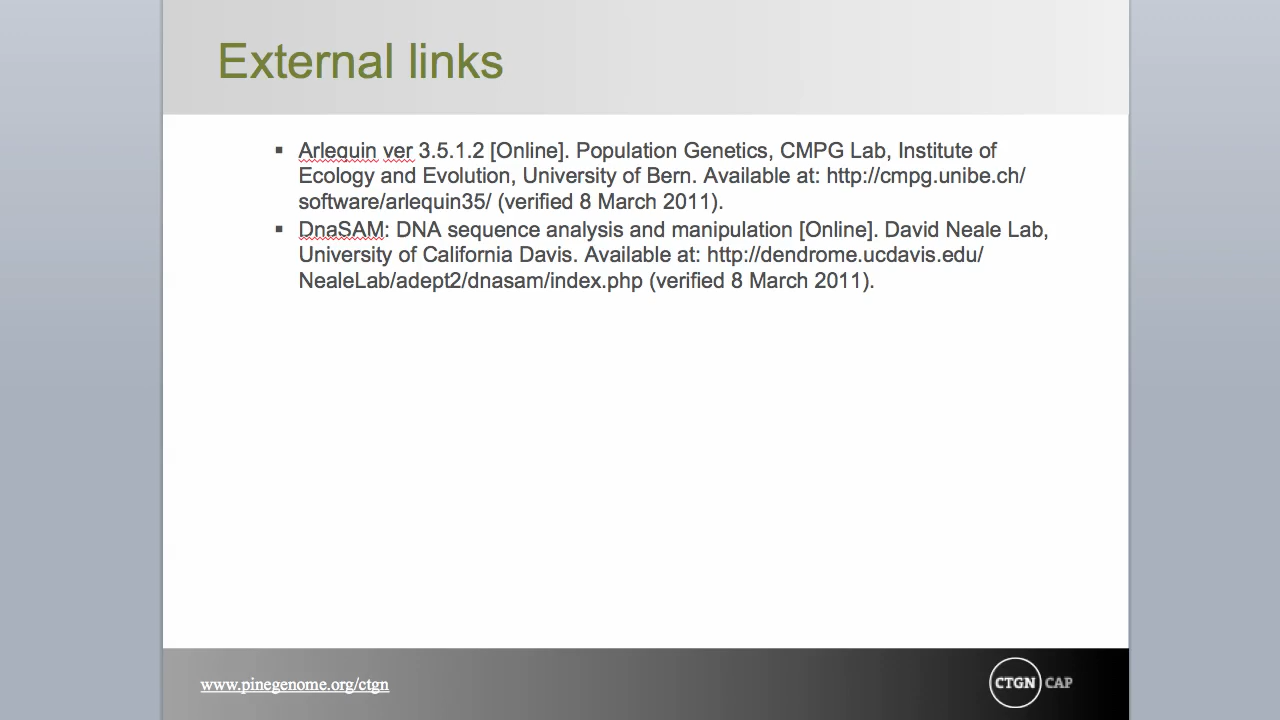 External links
▪ Arlequin ver 3.5.1.2 [Online]. Population Genetics, CMPG Lab, Institute of
Ecology and Evolution, University of Bern. Available at: http://cmpg.unibe.ch/
software/arlequin35/ (verified 8 March 2011).
▪ DnaSAM: DNA sequence analysis and manipulation [Online]. David Neale Lab,
University of California Davis. Available at: http://dendrome.ucdavis.edu/
NealeLab/adept2/dnasam/index.php (verified 8 March 2011).
www.pinegenome.org/ctgn
CTGN CAP